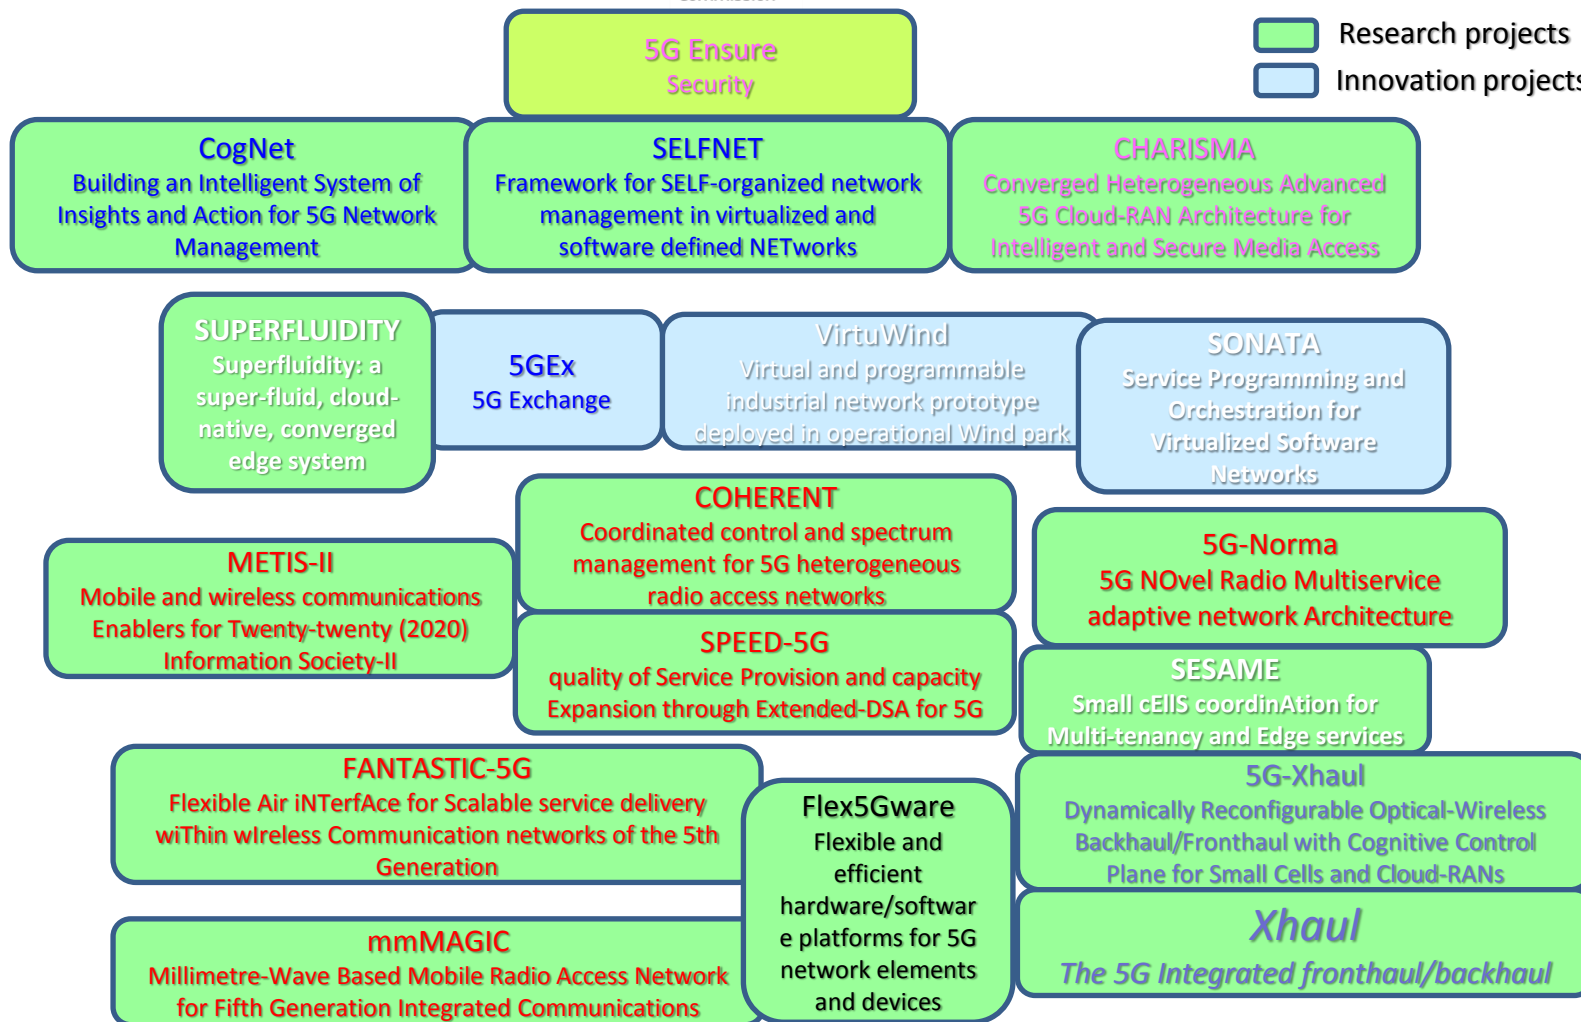 Commission
5G Ensure
Security
Research projects
Innovation projects
CogNet
Building an Intelligent System of
Insights and Action for 5G Network
Management
SELFNET
Framework for SELF-organized network
management in virtualized and
software defined NETworks
CHARISMA
Converged Heterogeneous Advanced
5G Cloud-RAN Architecture for
Intelligent and Secure Media Access
SUPERFLUIDITY
Superfluidity: a
super-fluid, cloud-
native, converged
edge system
5GEx
5G Exchange
VirtuWind
Virtual and programmable
industrial network prototype
deployed in operational Wind park
SONATA
Service Programming and
Orchestration for
Virtualized Software
Networks
COHERENT
Coordinated control and spectrum
management for 5G heterogeneous
radio access networks
METIS-II
Mobile and wireless communications
Enablers for Twenty-twenty (2020)
Information Society-II
5G-Norma
5G NOvel Radio Multiservice
adaptive network Architecture
SPEED-5G
quality of Service Provision and capacity
Expansion through Extended-DSA for 5G
SESAME
Small cEllS coordinAtion for
Multi-tenancy and Edge services
FANTASTIC-5G
Flexible Air iNTerfAce for Scalable service delivery
wiThin wIreless Communication networks of the 5th
Generation
Flex5Gware
Flexible and
efficient
hardware/softwar
e platforms for 5G
network elements
and devices
5G-Xhaul
Dynamically Reconfigurable Optical-Wireless
Backhaul/Fronthaul with Cognitive Control
Plane for Small Cells and Cloud-RANs
mmMAGIC
Millimetre-Wave Based Mobile Radio Access Network
for Fifth Generation Integrated Communications
Xhaul
The 5G Integrated fronthaul/backhaul